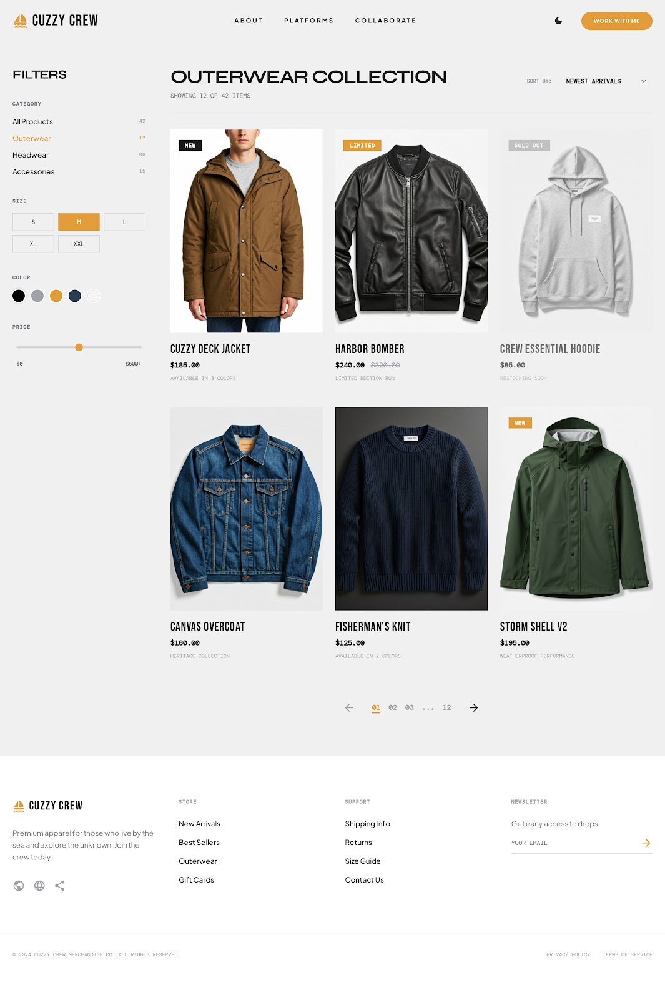 CUZZY CREW
ABOUT
PLATFORMS
COLLABORATE
WORK WITH ME
FILTERS
CATEGORY
All Products 42
Outerwear 12
Headwear 08
Accessories 15
SIZE
S
M
L
XL
XXL
COLOR
PRICE
$0
$500+
OUTERWEAR COLLECTION
SHOWING 12 OF 42 ITEMS
SORT BY:
NEWEST ARRIVALS
NEW
CUZZY DECK JACKET
$185.00
AVAILABLE IN 3 COLORS
LIMITED
HARBOR BOMBER
$240.00 $320.00
LIMITED EDITION RUN
SOLD OUT
CREW ESSENTIAL HOODIE
$85.00
RESTOCKING SOON
CANVAS OVERCOAT
$160.00
HERITAGE COLLECTION
FISHERMAN'S KNIT
$125.00
AVAILABLE IN 2 COLORS
NEW
STORM SHELL V2
$195.00
WEATHERPROOF PERFORMANCE
01 02 03 ... 12
CUZZY CREW
Premium apparel for those who live by the
sea and explore the unknown. Join the
crew today.
STORE
New Arrivals
Best Sellers
Outerwear
Gift Cards
SUPPORT
Shipping Info
Returns
Size Guide
Contact Us
NEWSLETTER
Get early access to drops.
YOUR EMAIL
© 2024 CUZZY CREW MERCHANDISE CO. ALL RIGHTS RESERVED.
PRIVACY POLICY
TERMS OF SERVICE